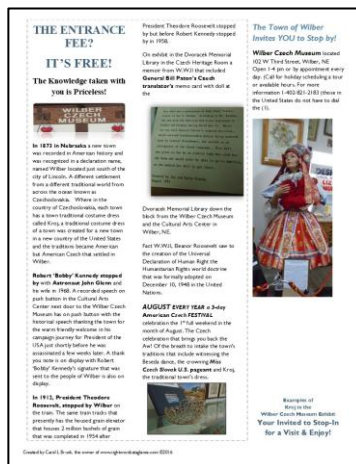 THE ENTRANCE
FEE?
IT'S FREE!
The Knowledge taken with
you is Priceless!
WILBER
CZECH
MUSEUM
In 1873 in Nebraska a new town
was recorded in American history and
was recognized in a declaration name,
named Wilber located just south of the
city of Lincoln. A different settlement
from a different traditional world from
across the ocean known as
Czechoslovakia. Where in the
country of Czechoslovakia, each town
has a town traditional costume dress
called Kroj, a traditional costume dress
of a town was created for a new town
in a new country of the United States
and the traditions became American
but American Czech that settled in
Wilber.
Robert 'Bobby' Kennedy stopped
by with Astronaut John Glenn and
his wife in 1968. A recorded speech on
push button in the Cultural Arts
Center next door to the Wilber Czech
Museum has on push button with the
historical speech thanking the town for
the warm friendly welcome in his
campaign journey for President of the
USA just shortly before he was
assassinated a few weeks later. A thank
you note is on display with Robert
"Bobby" Kennedy's signature that was
sent to the people of Wilber is also on
display.
In 1912, President Theodore
Roosevelt, stopped by Wilber on
the train. The same train tracks that
presently has the housed grain elevator
that houses 2 million bushels of grain
that was completed in 1954 after
President Theodore Roosevelt stopped
by but before Robert Kennedy stopped
by in 1958.
On exhibit in the Dvoracek Memorial
Library in the Czech Heritage Room a
memoir from W.W.II that included
General Bill Paten's Czech
translator's memo card with doll at
the
Dvoracek Memorial Library down the
block from the Wilber Czech Museum
and the Cultural Arts Center in
Wilber, NE.
Fact W.W.II, Eleanor Roosevelt saw to
the creation of the Universal
Declaration of Human Right the
Humanitarian Rights world doctrine
that was formally adopted on
December 10, 1948 in the United
Nations.
AUGUST EVERY YEAR a 3-day
American Czech FESTIVAL
celebration the 1st full weekend in the
month of August. The Czech
celebration that brings you back the
Aw! Of the breath to intake the town's
traditions that include witnessing the
Beseda dance, the crowning Miss
Czech Slovak U.S. pageant and Kroj,
the traditional town's dress.
The Town of Wilber
Invites YOU to Stop by!
Wilber Czech Museum located
102 W Third Street, Wilber, NE
Open 1-4 pm or by appointment every
day. (Call for holiday scheduling a tour
or available hours. For more
information 1-402-821-2183 (those in
the United States do not have to dial
the (1).
Examples of
Kroj in the
Wilber Czech Museum Exhibit
Your Invited to Stop-In
for a Visit & Enjoy!